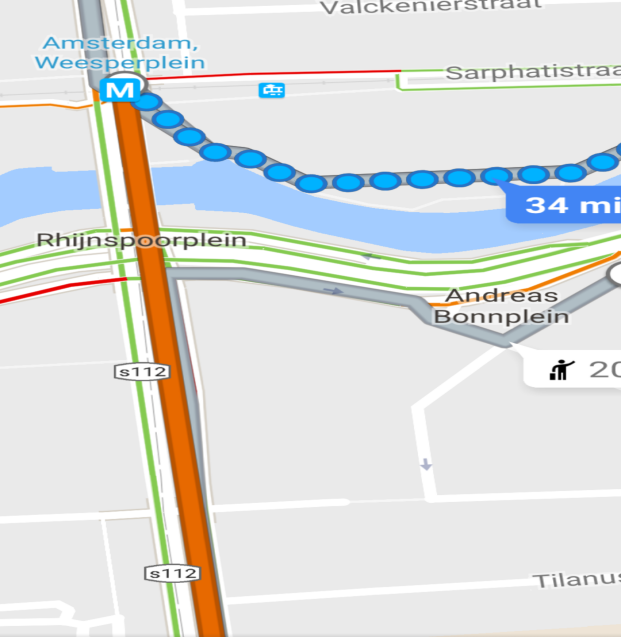 Valckenierstraat
Amsterdam,
Weesperplein
Sarphatistraa
M
34 mi
Rhijnspoorplein
Andreas
Bonnplein
s112
20
s112
Tilanus